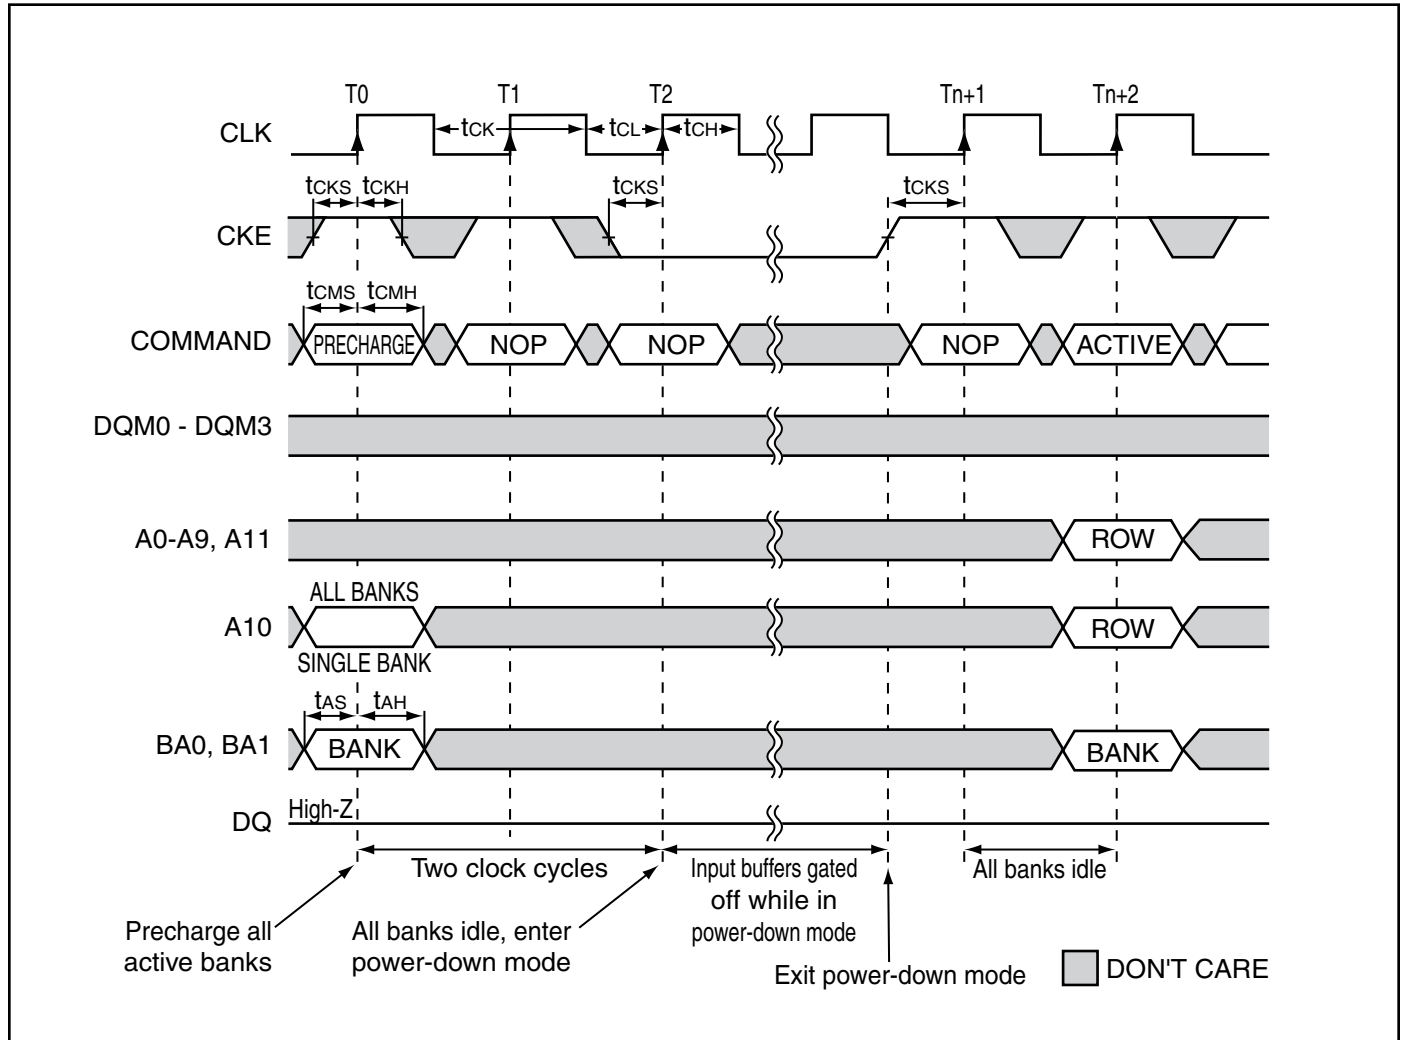 T0 T1 T2 Tn+1 Tn+2
CLK tCK tCL tCH
tCKS tCKH tCKS tCKS
CKE
tCMS tCMH
COMMAND PRECHARGE NOP NOP NOP ACTIVE
DQM0 - DQM3
A0-A9, A11 ROW
ALL BANKS
A10 ROW
SINGLE BANK
tAS tAH
BA0, BA1 BANK BANK
High-Z
DQ
Two clock cycles
Input buffers gated
off while in
power-down mode
All banks idle
Precharge all
active banks
All banks idle, enter
power-down mode
Exit power-down mode
DON'T CARE